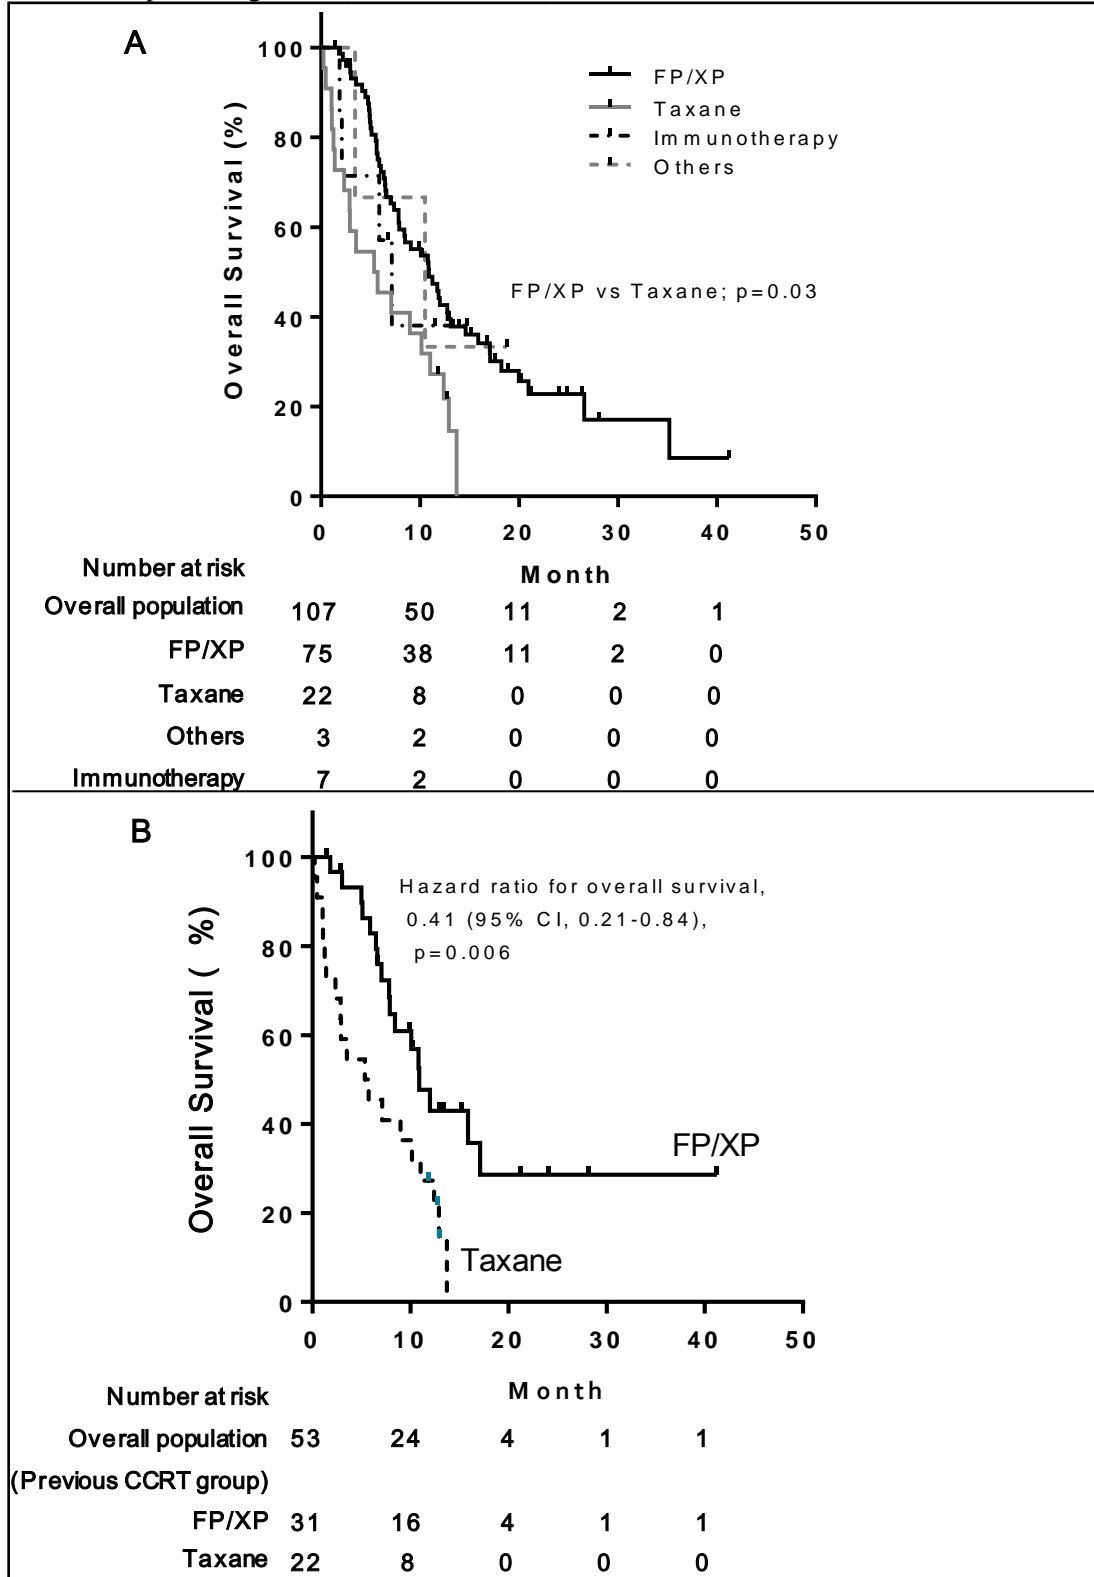 A
100
80
60
40
20
0
Overall Survival (%)
FP/XP
Taxane
Immunotherapy
Others
FP/XP vs Taxane; p=0.03
0 10 20 30 40 50
Month
Number at risk
Overall population 107 50 11 2 1
FP/XP 75 38 11 2 0
Taxane 22 8 0 0 0
Others 3 2 0 0 0
Immunotherapy 7 2 0 0 0
B
100
80
60
40
20
0
Overall Survival ( %)
Hazard ratio for overall survival,
0.41 (95% CI, 0.21-0.84),
p=0.006
FP/XP
Taxane
0 10 20 30 40 50
Month
Number at risk
Overall population 53 24 4 1 1
(Previous CCRT group)
FP/XP 31 16 4 1 1
Taxane 22 8 0 0 0